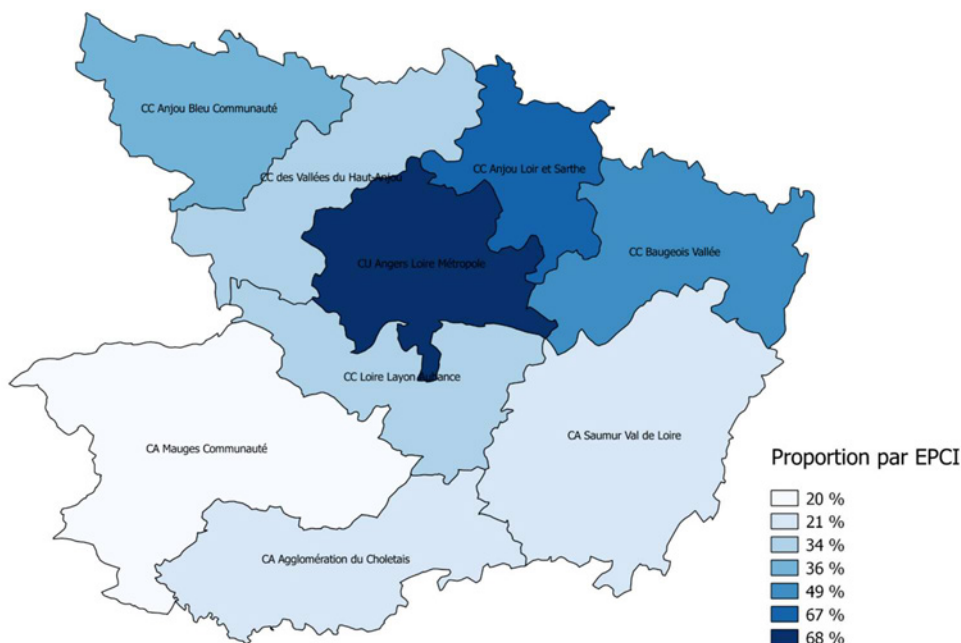 CC Anjou Bleu Communauté
CC des Vallées du Haut-Anjou
CC Anjou Loir et Sarthe
CU Angers Loire Métropole
CC Baugeois Vallée
CC Loire Layon Aubance
CA Mauges Communauté
CA Saumur Val de Loire
CA Agglomération du Choletais
Proportion par EPCI
20 %
21 %
34 %
36 %
49 %
67 %
68 %